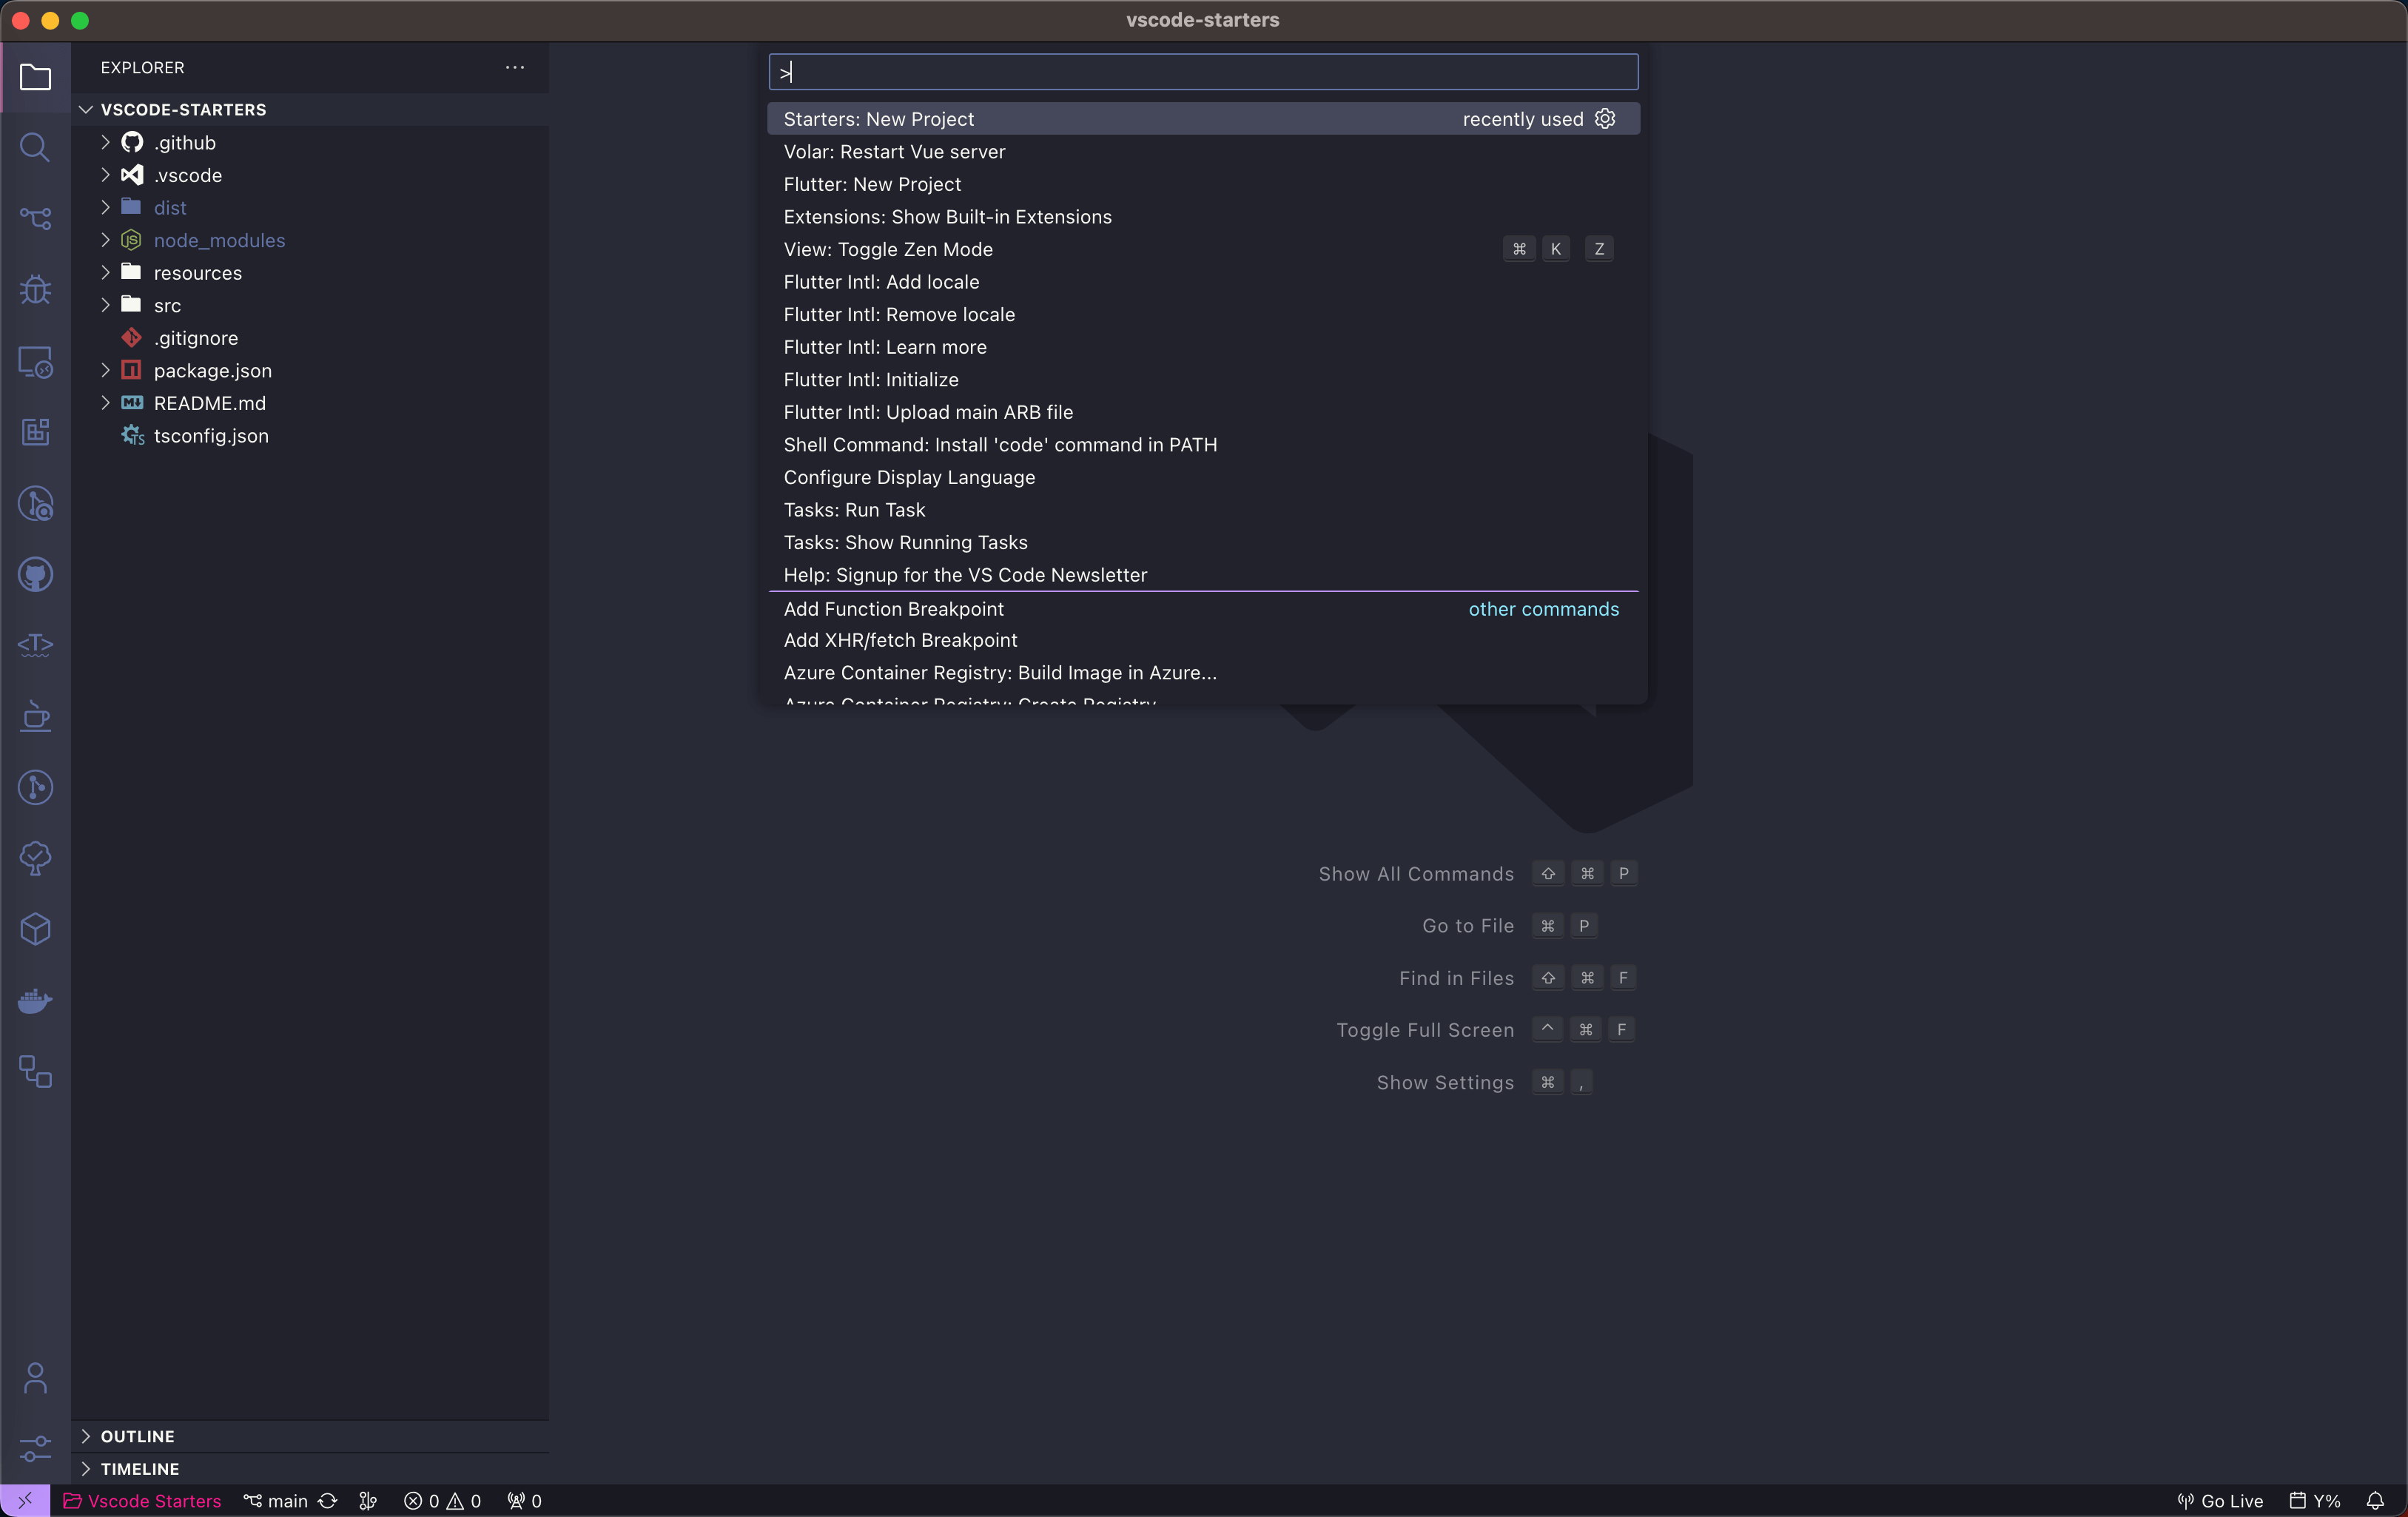 vscode-starters
EXPLORER
VSCODE-STARTERS
.github
.vscode
dist
node_modules
resources
src
.gitignore
package.json
README.md
tsconfig.json
OUTLINE
TIMELINE
>
Starters: New Project recently used
Volar: Restart Vue server
Flutter: New Project
Extensions: Show Built-in Extensions
View: Toggle Zen Mode ⌘ K Z
Flutter Intl: Add locale
Flutter Intl: Remove locale
Flutter Intl: Learn more
Flutter Intl: Initialize
Flutter Intl: Upload main ARB file
Shell Command: Install 'code' command in PATH
Configure Display Language
Tasks: Run Task
Tasks: Show Running Tasks
Help: Signup for the VS Code Newsletter
Add Function Breakpoint other commands
Add XHR/fetch Breakpoint
Azure Container Registry: Build Image in Azure...
Azure Container Registry: Create Registry
Show All Commands ⇧ ⌘ P
Go to File ⌘ P
Find in Files ⇧ ⌘ F
Toggle Full Screen ^ ⌘ F
Show Settings ⌘ ,
Vscode Starters main 0 0 0 Go Live Y%